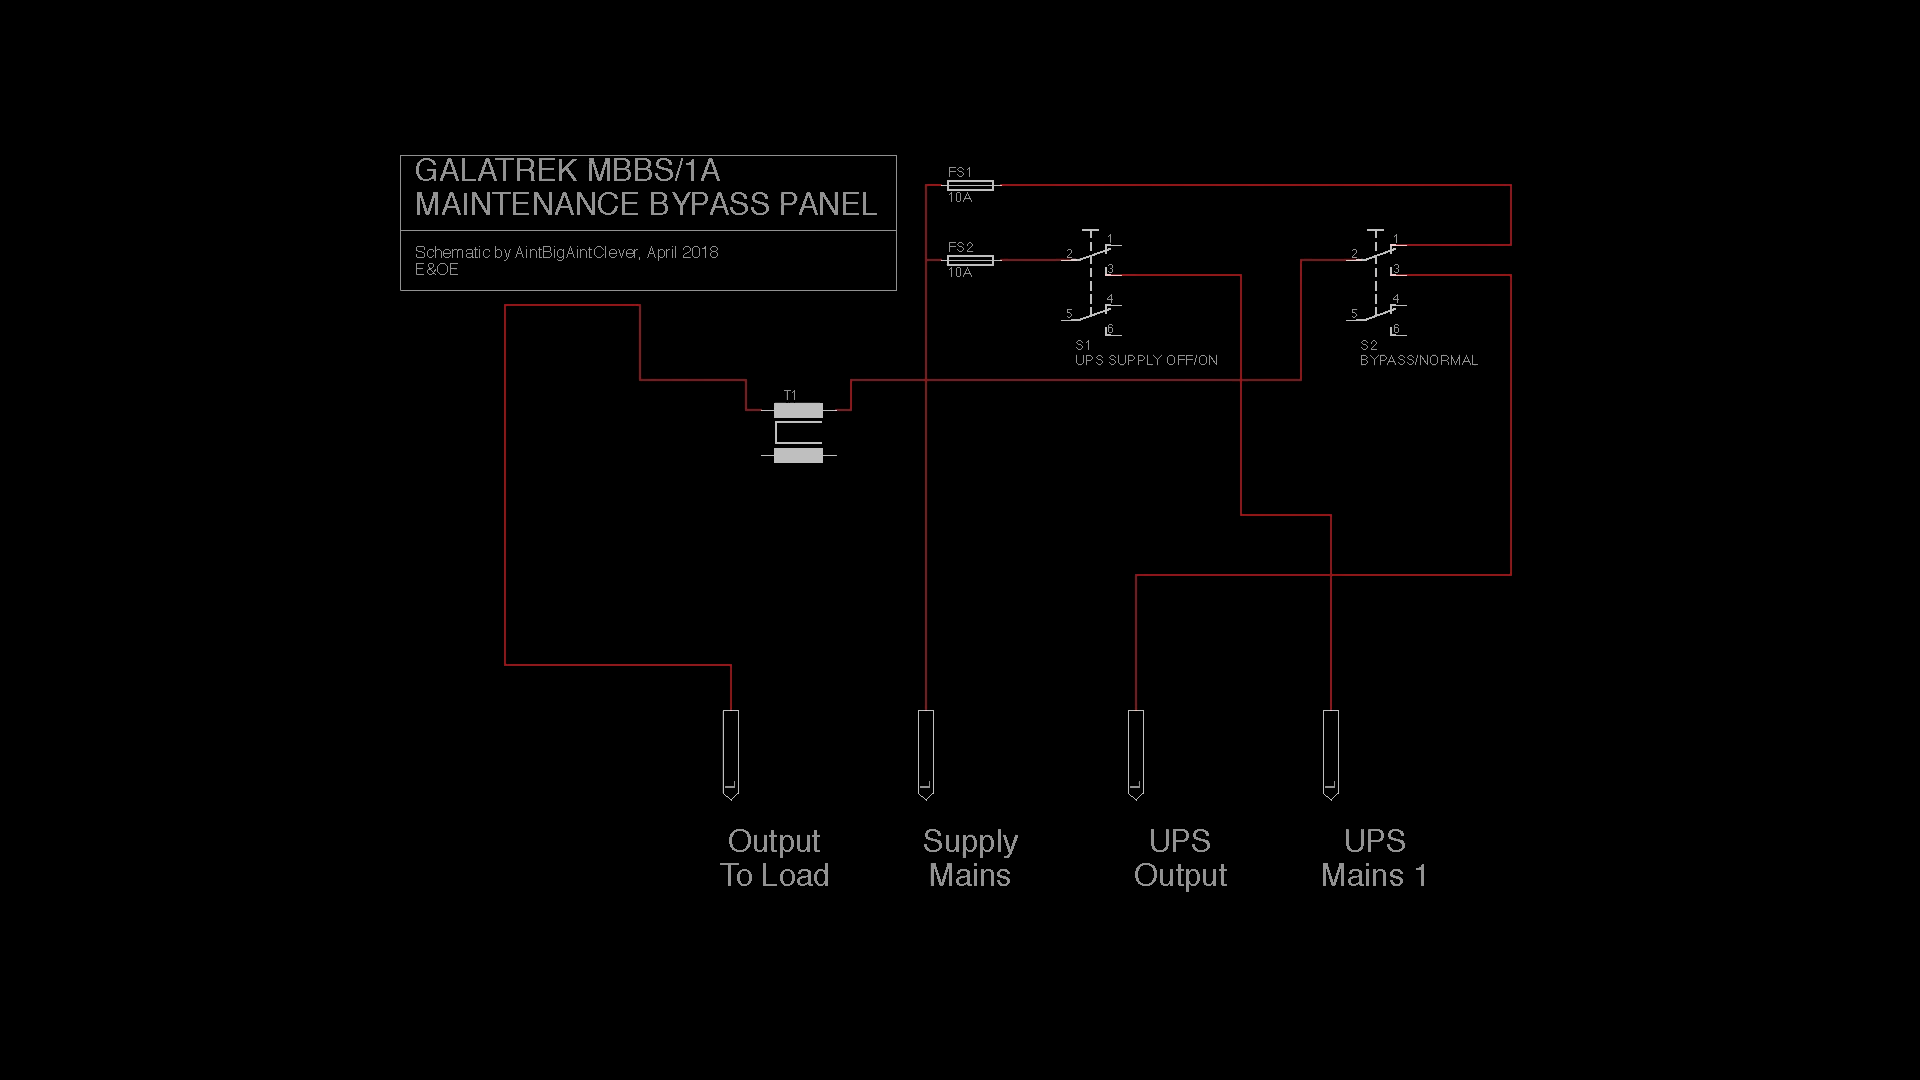 GALATREK MBBS/1A
MAINTENANCE BYPASS PANEL
Schematic by AintBigAintClever, April 2018
E&OE
FS1
10A
FS2
10A
1
2
3
4
5
6
S1
UPS SUPPLY OFF/ON
1
2
3
4
5
6
S2
BYPASS/NORMAL
T1
L
L
L
L
Output
To Load
Supply
Mains
UPS
Output
UPS
Mains 1